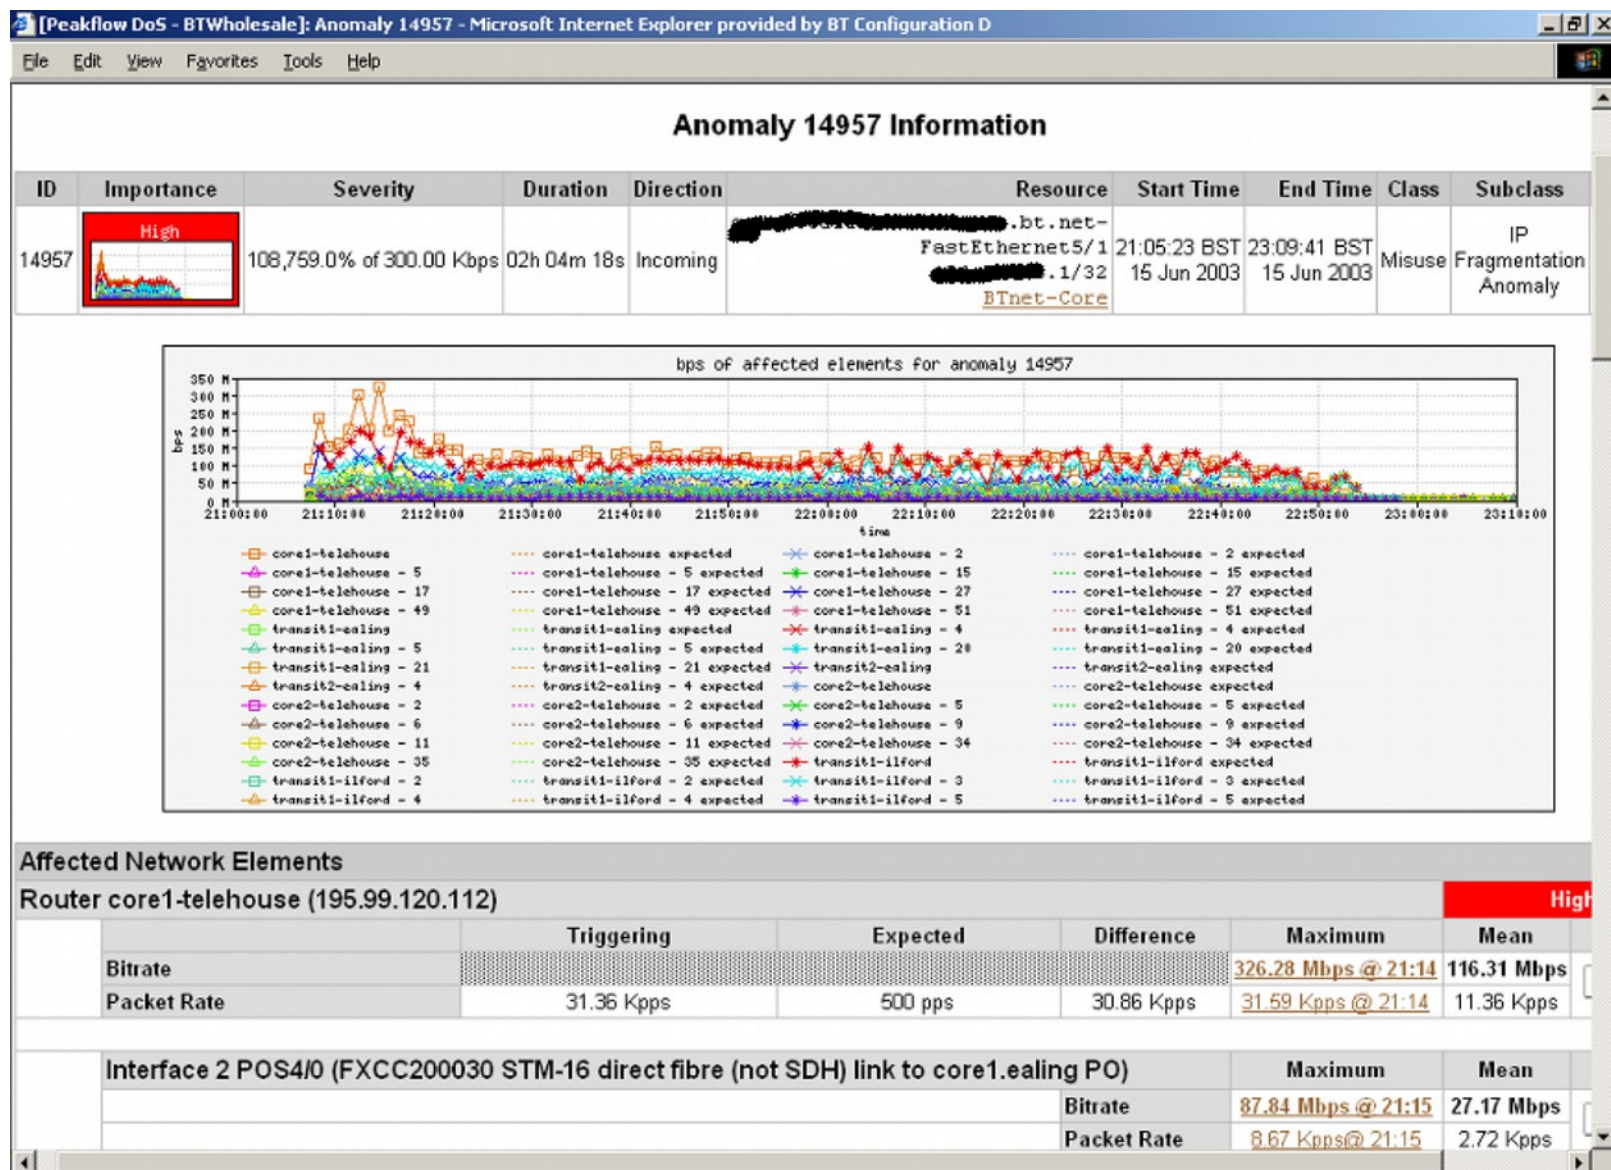 [Peakflow DoS - BTWholesale]: Anomaly 14957 - Microsoft Internet Explorer provided by BT Configuration D
File Edit View Favorites Tools Help
Anomaly 14957 Information
ID Importance Severity Duration Direction Resource Start Time End Time Class Subclass
14957 High 108,759.0% of 300.00 Kbps 02h 04m 18s Incoming
.bt.net-
FastEthernet5/1
.1/32
BTnet-Core
21:05:23 BST
15 Jun 2003
23:09:41 BST
15 Jun 2003
Misuse
IP
Fragmentation
Anomaly
bps of affected elements for anomaly 14957
350 M
300 M
250 M
200 M
150 M
100 M
50 M
0 M
bps
21:00:00 21:10:00 21:20:00 21:30:00 21:40:00 21:50:00 22:00:00 22:10:00 22:20:00 22:30:00 22:40:00 22:50:00 23:00:00 23:10:00
time
core1-telehouse core1-telehouse expected core1-telehouse - 2 core1-telehouse - 2 expected
core1-telehouse - 5 core1-telehouse - 5 expected core1-telehouse - 15 core1-telehouse - 15 expected
core1-telehouse - 17 core1-telehouse - 17 expected core1-telehouse - 27 core1-telehouse - 27 expected
core1-telehouse - 49 core1-telehouse - 49 expected core1-telehouse - 51 core1-telehouse - 51 expected
transit1-ealing transit1-ealing expected transit1-ealing - 4 transit1-ealing - 4 expected
transit1-ealing - 5 transit1-ealing - 5 expected transit1-ealing - 20 transit1-ealing - 20 expected
transit1-ealing - 21 transit1-ealing - 21 expected transit2-ealing transit2-ealing expected
transit2-ealing - 4 transit2-ealing - 4 expected core2-telehouse core2-telehouse expected
core2-telehouse - 2 core2-telehouse - 2 expected core2-telehouse - 5 core2-telehouse - 5 expected
core2-telehouse - 6 core2-telehouse - 6 expected core2-telehouse - 9 core2-telehouse - 9 expected
core2-telehouse - 11 core2-telehouse - 11 expected core2-telehouse - 34 core2-telehouse - 34 expected
core2-telehouse - 35 core2-telehouse - 35 expected transit1-ilford transit1-ilford expected
transit1-ilford - 2 transit1-ilford - 2 expected transit1-ilford - 3 transit1-ilford - 3 expected
transit1-ilford - 4 transit1-ilford - 4 expected transit1-ilford - 5 transit1-ilford - 5 expected
Affected Network Elements
Router core1-telehouse (195.99.120.112) High
Triggering Expected Difference Maximum Mean
Bitrate 326.28 Mbps @ 21:14 116.31 Mbps
Packet Rate 31.36 Kpps 500 pps 30.86 Kpps 31.59 Kpps @ 21:14 11.36 Kpps
Interface 2 POS4/0 (FXCC200030 STM-16 direct fibre (not SDH) link to core1.ealing PO) Maximum Mean
Bitrate 87.84 Mbps @ 21:15 27.17 Mbps
Packet Rate 8.67 Kpps@ 21:15 2.72 Kpps